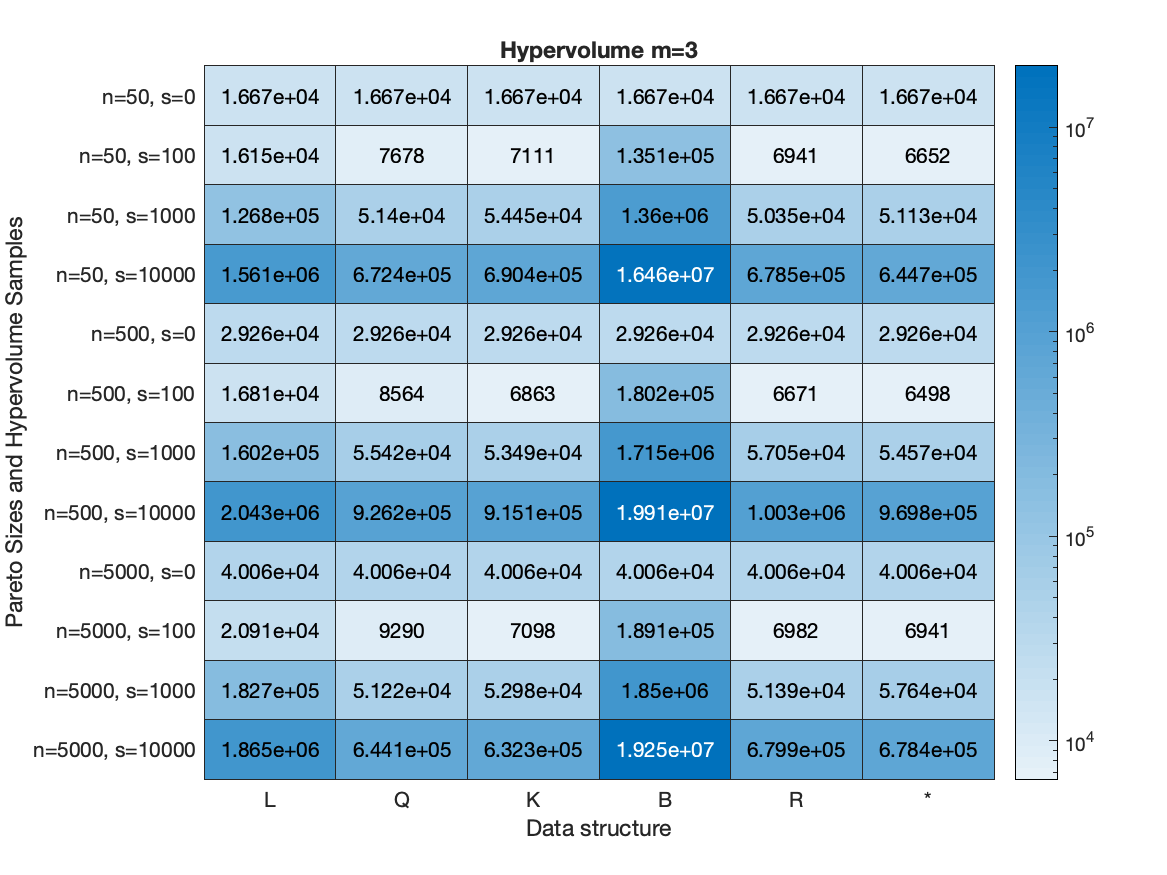 Hypervolume m=3
n=50, s=0 1.667e+04 1.667e+04 1.667e+04 1.667e+04 1.667e+04 1.667e+04
n=50, s=100 1.615e+04 7678 7111 1.351e+05 6941 6652
n=50, s=1000 1.268e+05 5.14e+04 5.445e+04 1.36e+06 5.035e+04 5.113e+04
n=50, s=10000 1.561e+06 6.724e+05 6.904e+05 1.646e+07 6.785e+05 6.447e+05
n=500, s=0 2.926e+04 2.926e+04 2.926e+04 2.926e+04 2.926e+04 2.926e+04
n=500, s=100 1.681e+04 8564 6863 1.802e+05 6671 6498
n=500, s=1000 1.602e+05 5.542e+04 5.349e+04 1.715e+06 5.705e+04 5.457e+04
n=500, s=10000 2.043e+06 9.262e+05 9.151e+05 1.991e+07 1.003e+06 9.698e+05
n=5000, s=0 4.006e+04 4.006e+04 4.006e+04 4.006e+04 4.006e+04 4.006e+04
n=5000, s=100 2.091e+04 9290 7098 1.891e+05 6982 6941
n=5000, s=1000 1.827e+05 5.122e+04 5.298e+04 1.85e+06 5.139e+04 5.764e+04
n=5000, s=10000 1.865e+06 6.441e+05 6.323e+05 1.925e+07 6.799e+05 6.784e+05
L Q K B R *
Data structure
Pareto Sizes and Hypervolume Samples
10^7
10^6
10^5
10^4